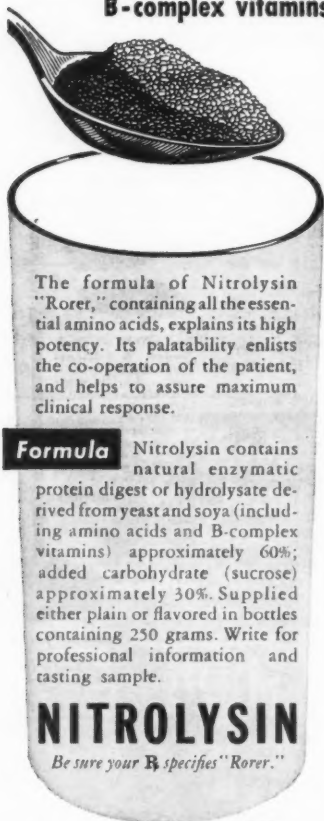 B-complex vitamins
The formula of Nitrolysin
"Rorer," containing all the essen-
tial amino acids, explains its high
potency. Its palatability enlists
the co-operation of the patient,
and helps to assure maximum
clinical response.
Formula Nitrolysin contains
natural enzymatic
protein digest or hydrolysate de-
rived from yeast and soya (includ-
ing amino acids and B-complex
vitamins) approximately 60%;
added carbohydrate (sucrose)
approximately 30%. Supplied
either plain or flavored in bottles
containing 250 grams. Write for
professional information and
tasting sample.
NITROLYSIN
Be sure your ℞ specifies "Rorer."